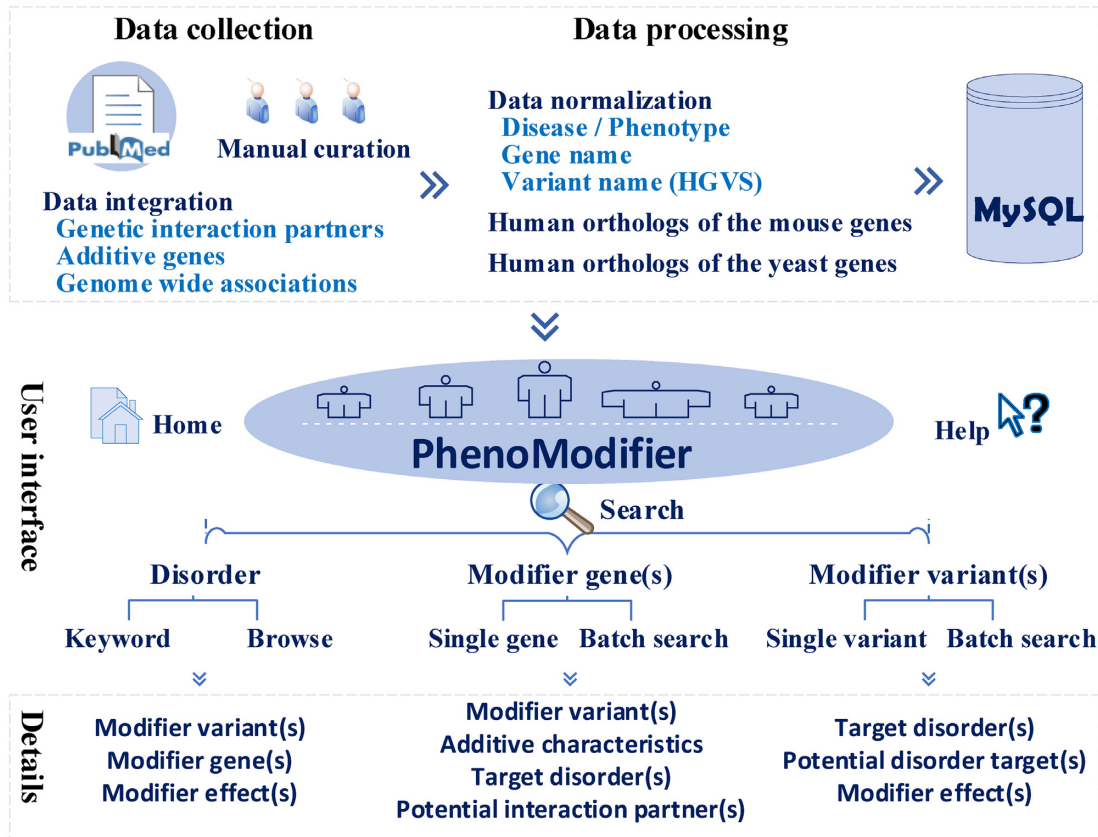 Data collection
Data processing
PubMed
Manual curation
Data integration
Genetic interaction partners
Additive genes
Genome wide associations
Data normalization
Disease / Phenotype
Gene name
Variant name (HGVS)
Human orthologs of the mouse genes
Human orthologs of the yeast genes
MySQL
User interface
Home
PhenoModifier
Help
?
Search
Disorder
Modifier gene(s)
Modifier variant(s)
Keyword
Browse
Single gene
Batch search
Single variant
Batch search
Details
Modifier variant(s)
Modifier gene(s)
Modifier effect(s)
Modifier variant(s)
Additive characteristics
Target disorder(s)
Potential interaction partner(s)
Target disorder(s)
Potential disorder target(s)
Modifier effect(s)